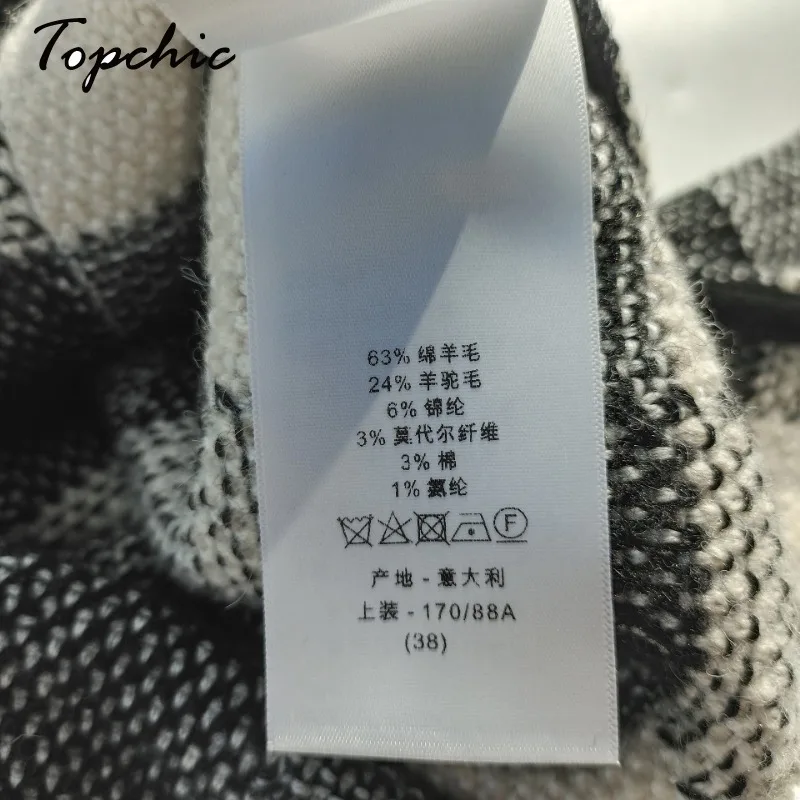 Topchic
63% 绵羊毛
24% 羊驼毛
6% 锦纶
3% 莫代尔纤维
3% 棉
1% 氨纶
F
产地 - 意大利
上装 - 170/88A
(38)